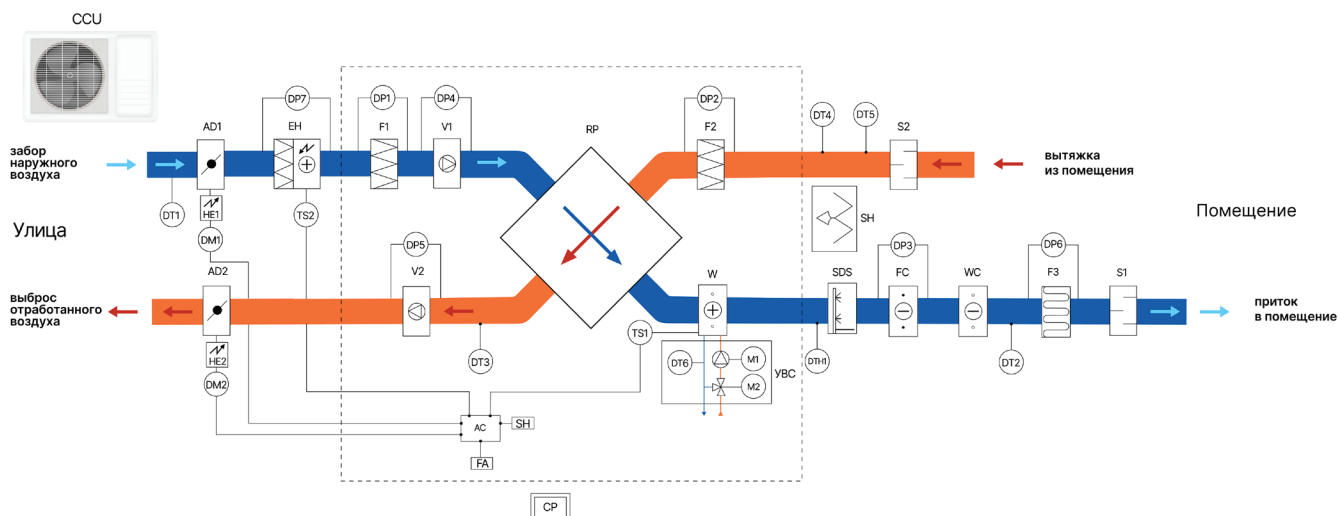 CCU
DP7
DP1
DP4
DP2
DT4
DT5
AD1
EH
F1
V1
RP
F2
S2
забор
наружного
воздуха
вытяжка
из помещения
DT1
HE1
TS2
SH
Помещение
Улица
DM1
DP5
DP3
DP6
AD2
V2
W
SDS
FC
WC
F3
S1
выброс
отработанного
воздуха
приток
в помещение
TS1
HE2
DT3
DT6
M1
УВС
DTH1
DT2
DM2
M2
AC
SH
FA
CP